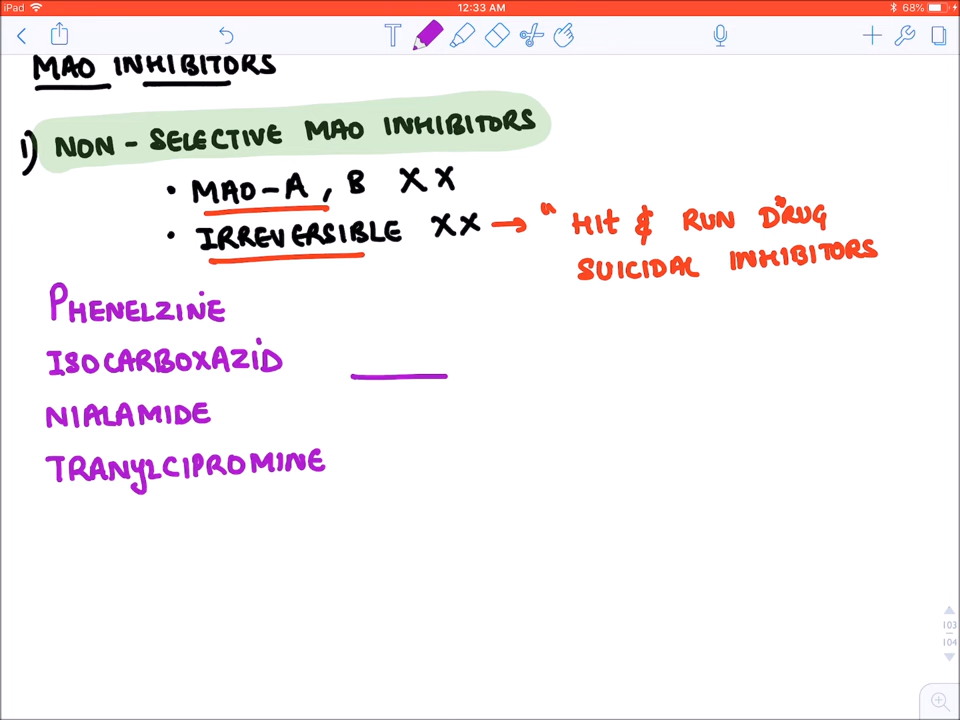 iPad 12:33 AM 68%
T
MAO INHIBITORS
1) NON - SELECTIVE MAO INHIBITORS
• MAO-A, B XX
• IRREVERSIBLE XX → " HIT & RUN DRUG"
SUICIDAL INHIBITORS
PHENELZINE
ISOCARBOXAZID
NIALAMIDE
TRANYLCIPROMINE
103
104